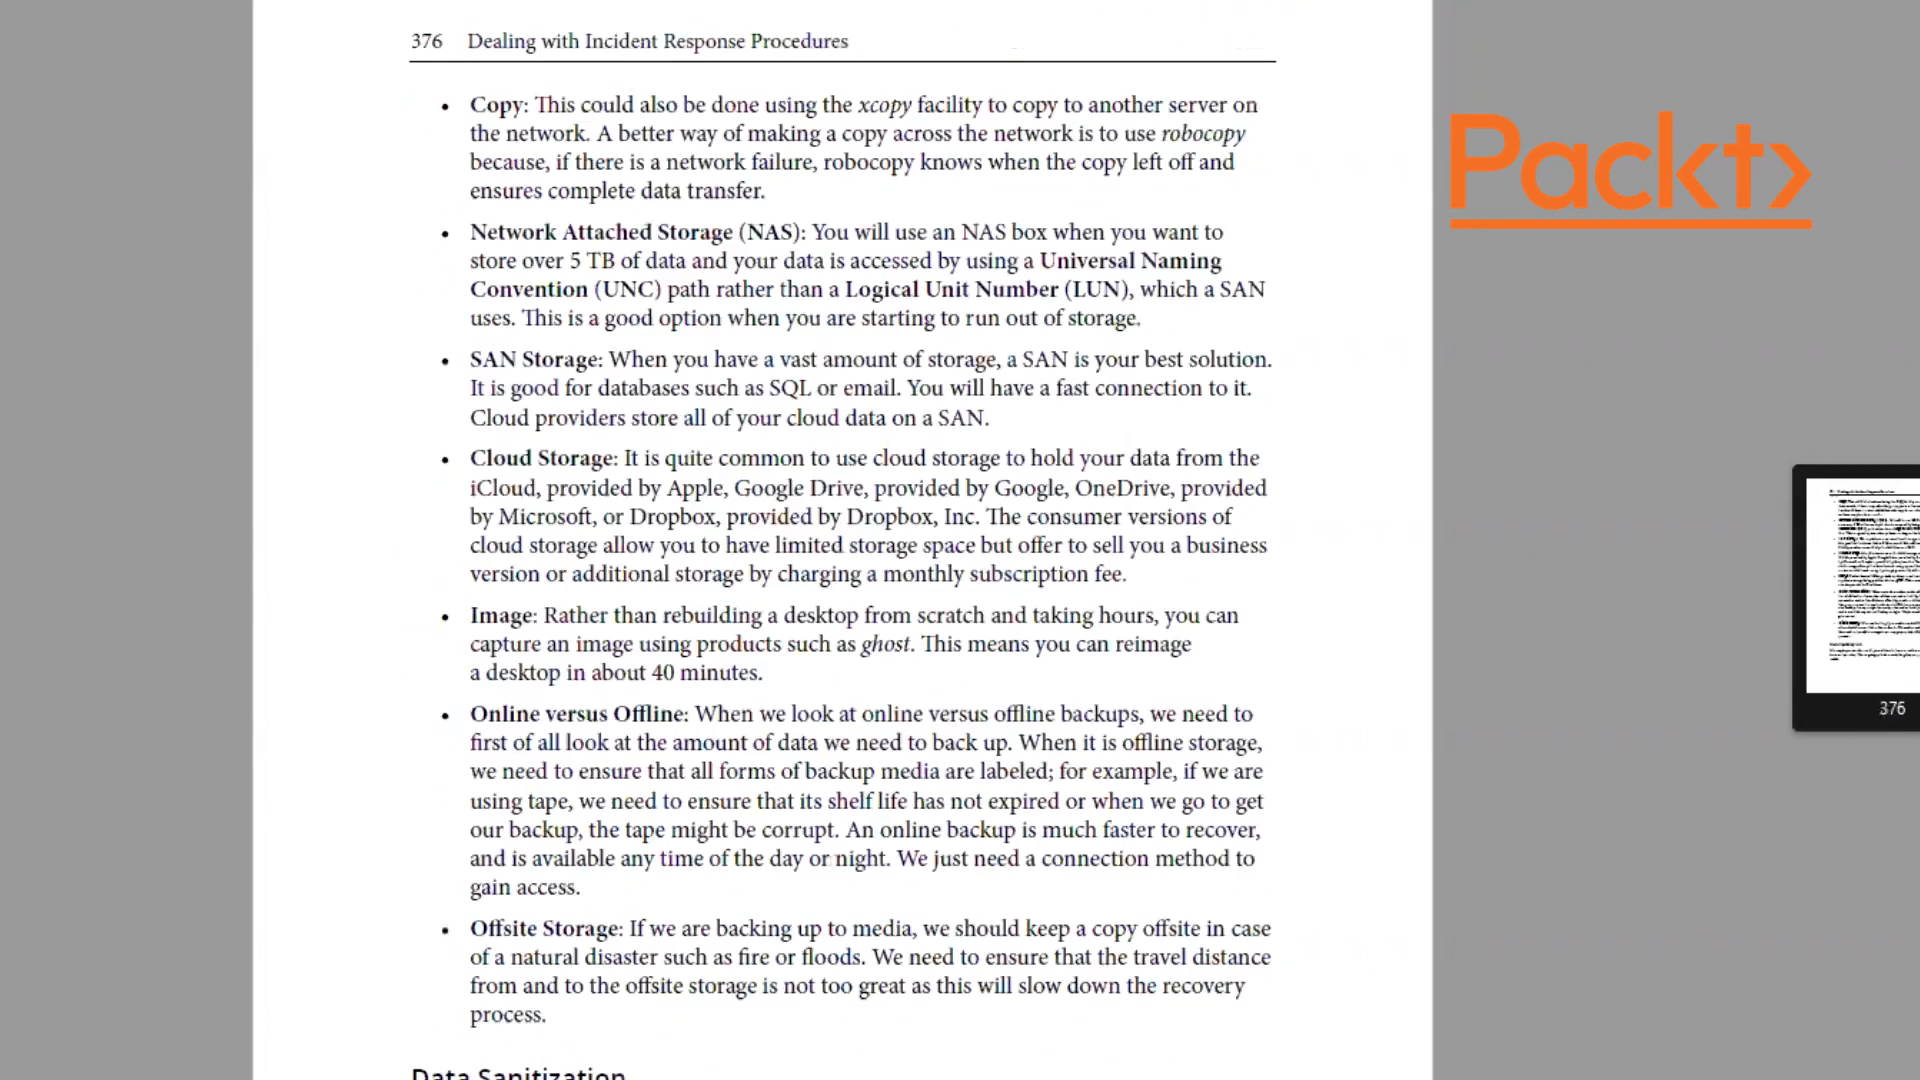 376 Dealing with Incident Response Procedures
• Copy: This could also be done using the xcopy facility to copy to another server on
the network. A better way of making a copy across the network is to use robocopy
because, if there is a network failure, robocopy knows when the copy left off and
ensures complete data transfer.
• Network Attached Storage (NAS): You will use an NAS box when you want to
store over 5 TB of data and your data is accessed by using a Universal Naming
Convention (UNC) path rather than a Logical Unit Number (LUN), which a SAN
uses. This is a good option when you are starting to run out of storage.
• SAN Storage: When you have a vast amount of storage, a SAN is your best solution.
It is good for databases such as SQL or email. You will have a fast connection to it.
Cloud providers store all of your cloud data on a SAN.
• Cloud Storage: It is quite common to use cloud storage to hold your data from the
iCloud, provided by Apple, Google Drive, provided by Google, OneDrive, provided
by Microsoft, or Dropbox, provided by Dropbox, Inc. The consumer versions of
cloud storage allow you to have limited storage space but offer to sell you a business
version or additional storage by charging a monthly subscription fee.
• Image: Rather than rebuilding a desktop from scratch and taking hours, you can
capture an image using products such as ghost. This means you can reimage
a desktop in about 40 minutes.
• Online versus Offline: When we look at online versus offline backups, we need to
first of all look at the amount of data we need to back up. When it is offline storage,
we need to ensure that all forms of backup media are labeled; for example, if we are
using tape, we need to ensure that its shelf life has not expired or when we go to get
our backup, the tape might be corrupt. An online backup is much faster to recover,
and is available any time of the day or night. We just need a connection method to
gain access.
• Offsite Storage: If we are backing up to media, we should keep a copy offsite in case
of a natural disaster such as fire or floods. We need to ensure that the travel distance
from and to the offsite storage is not too great as this will slow down the recovery
process.
Data Sanitization
Packt>
376